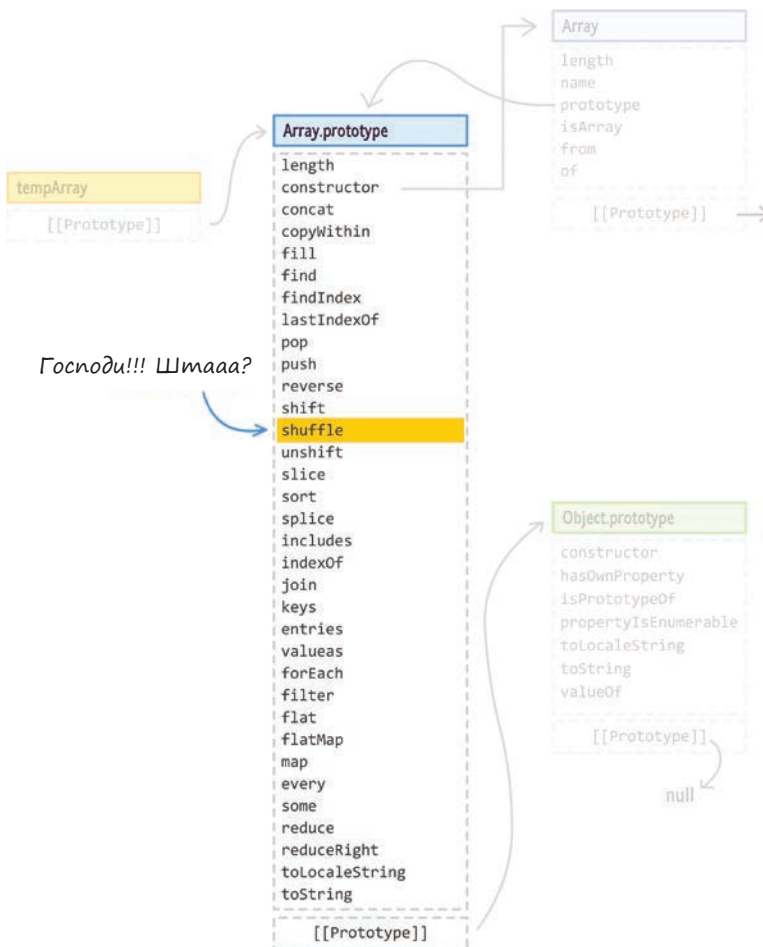 Array
length
name
prototype
isArray
from
of
[[Prototype]]
tempArray
[[Prototype]]
Array.prototype
length
constructor
concat
copyWithin
fill
find
findIndex
lastIndexOf
pop
push
reverse
shift
shuffle
unshift
slice
sort
splice
includes
indexOf
join
keys
entries
valueas
forEach
filter
flat
flatMap
map
every
some
reduce
reduceRight
toLocaleString
toString
[[Prototype]]
Господи!!! Штааа?
Object.prototype
constructor
hasOwnProperty
isPrototypeOf
propertyIsEnumerable
toLocaleString
toString
valueOf
[[Prototype]]
null